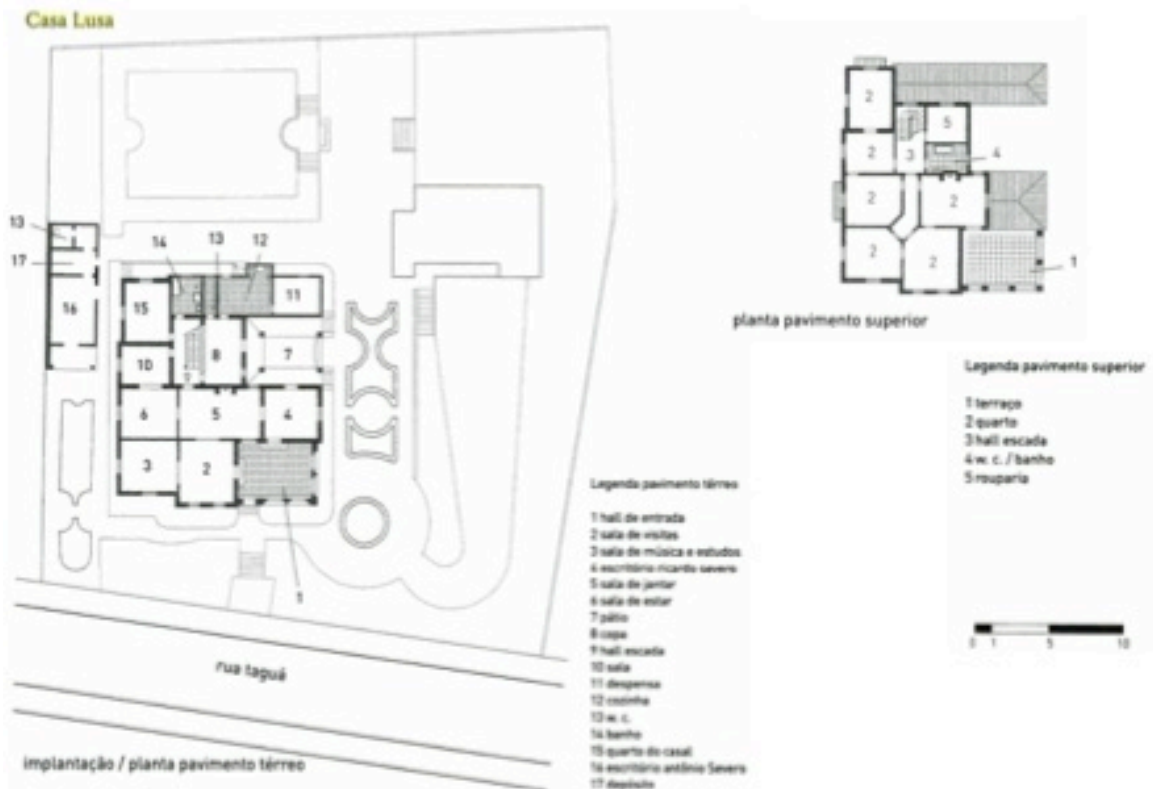 Casa Lusa
13
17
16
14
13
12
15
11
10
8
7
6
5
4
3
2
1
rua taguá
implantação / planta pavimento térreo
2
5
2
3
4
2
2
2
2
1
planta pavimento superior
Legenda pavimento superior
1 terraço
2 quarto
3 hall escada
4 w. c. / banho
5 rouparia
Legenda pavimento térreo
1 hall de entrada
2 sala de visitas
3 sala de música e estudos
4 escritório ricardo severo
5 sala de jantar
6 sala de estar
7 pátio
8 copa
9 hall escada
10 sala
11 despensa
12 cozinha
13 w. c.
14 banho
15 quarto do casal
16 escritório antônio Severo
17 depósito
0 1 5 10